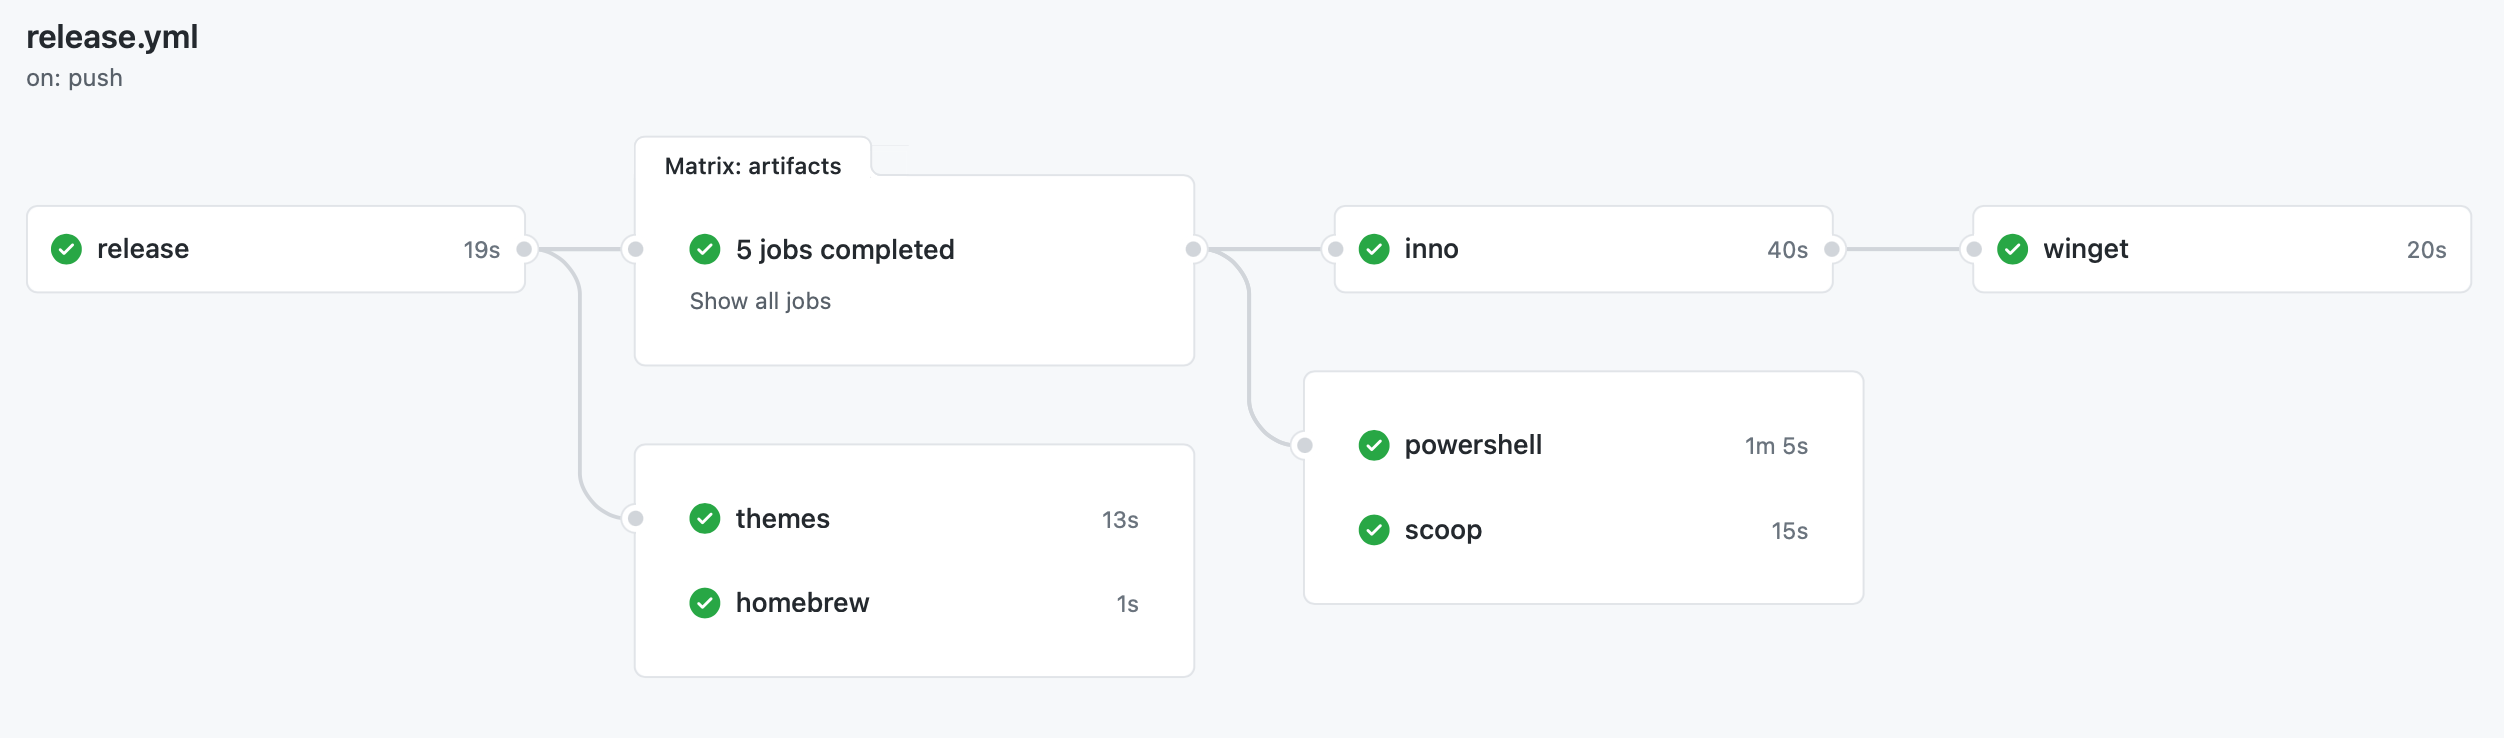 release.yml
on: push
Matrix: artifacts
release 19s
5 jobs completed
Show all jobs
inno 40s
winget 20s
themes 13s
homebrew 1s
powershell 1m 5s
scoop 15s